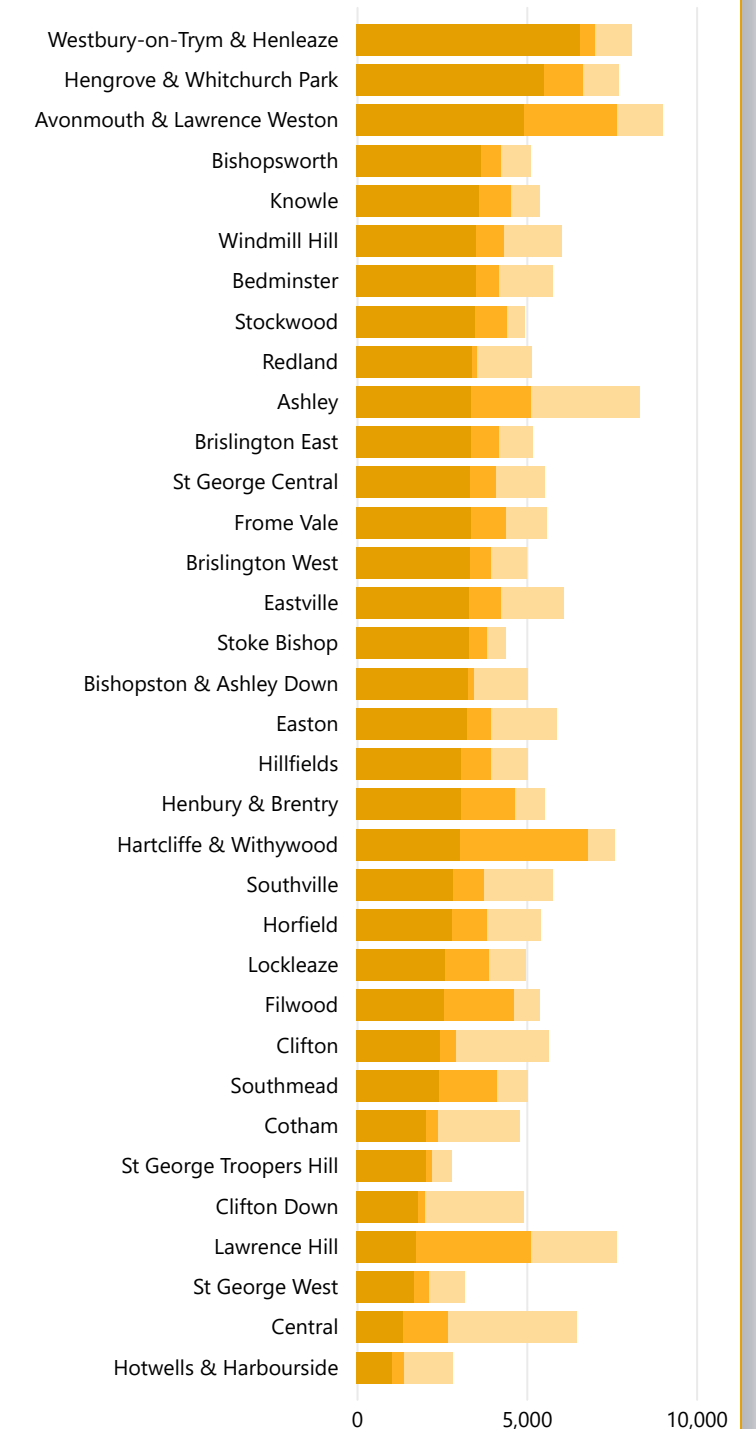 Westbury-on-Trym & Henleaze
Hengrove & Whitchurch Park
Avonmouth & Lawrence Weston
Bishopsworth
Knowle
Windmill Hill
Bedminster
Stockwood
Redland
Ashley
Brislington East
St George Central
Frome Vale
Brislington West
Eastville
Stoke Bishop
Bishopston & Ashley Down
Easton
Hillfields
Henbury & Brentry
Hartcliffe & Withywood
Southville
Horfield
Lockleaze
Filwood
Clifton
Southmead
Cotham
St George Troopers Hill
Clifton Down
Lawrence Hill
St George West
Central
Hotwells & Harbourside
0 5,000 10,000